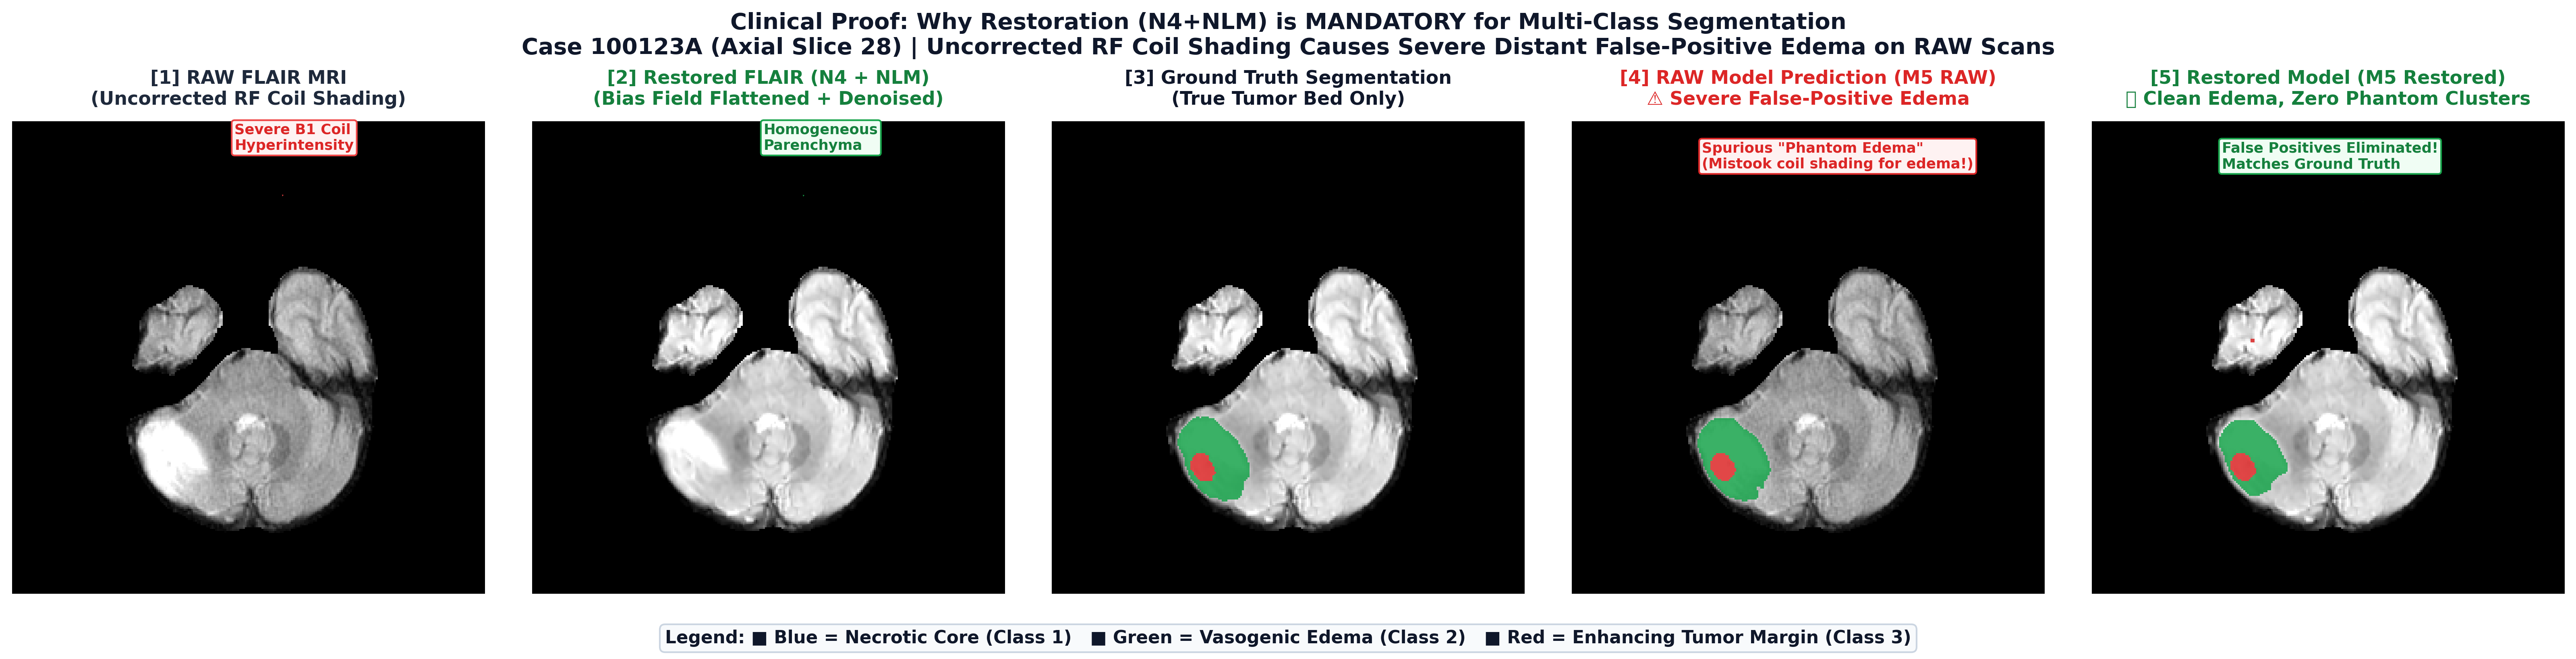 Clinical Proof: Why Restoration (N4+NLM) is MANDATORY for Multi-Class Segmentation
Case 100123A (Axial Slice 28) | Uncorrected RF Coil Shading Causes Severe Distant False-Positive Edema on RAW Scans
[1] RAW FLAIR MRI
(Uncorrected RF Coil Shading)
[2] Restored FLAIR (N4 + NLM)
(Bias Field Flattened + Denoised)
[3] Ground Truth Segmentation
(True Tumor Bed Only)
[4] RAW Model Prediction (M5 RAW)
⚠ Severe False-Positive Edema
[5] Restored Model (M5 Restored)
▯ Clean Edema, Zero Phantom Clusters
Severe B1 Coil
Hyperintensity
Homogeneous
Parenchyma
Spurious "Phantom Edema"
(Mistook coil shading for edema!)
False Positives Eliminated!
Matches Ground Truth
Legend: ■ Blue = Necrotic Core (Class 1) ■ Green = Vasogenic Edema (Class 2) ■ Red = Enhancing Tumor Margin (Class 3)